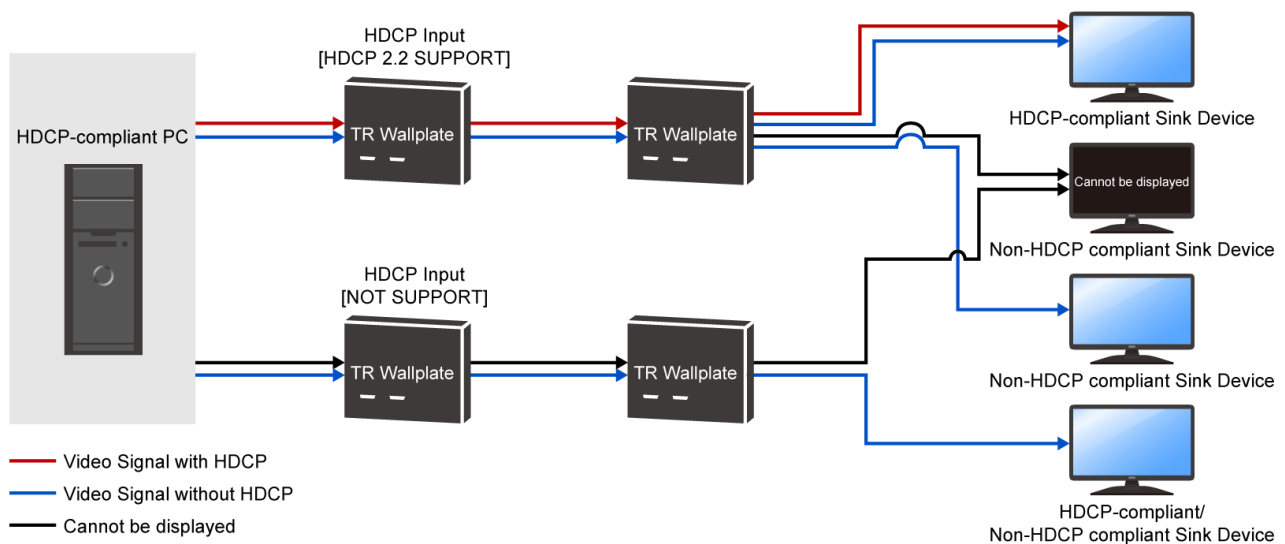 HDCP-compliant PC
HDCP Input
[HDCP 2.2 SUPPORT]
TR Wallplate
TR Wallplate
HDCP-compliant Sink Device
Cannot be displayed
Non-HDCP compliant Sink Device
HDCP Input
[NOT SUPPORT]
TR Wallplate
TR Wallplate
Non-HDCP compliant Sink Device
HDCP-compliant/
Non-HDCP compliant Sink Device
Video Signal with HDCP
Video Signal without HDCP
Cannot be displayed